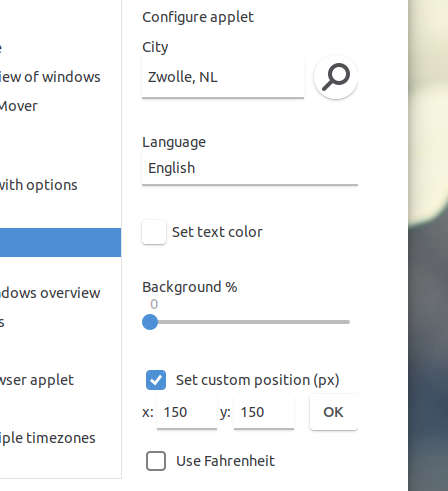 Configure applet
City
iew of windows
Zwolle, NL
Mover
Language
English
with options
Set text color
Background %
ndows overview
0
s
wser applet
Set custom position (px)
x: 150 y: 150 OK
iple timezones
Use Fahrenheit